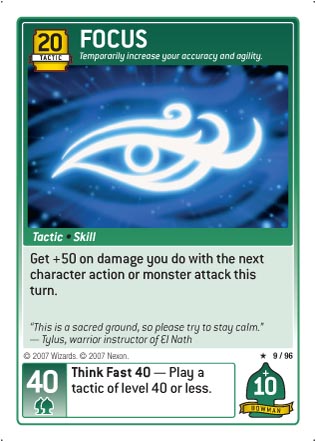 20
TACTIC
FOCUS
Temporarily increase your accuracy and agility.
Tactic • Skill
Get +50 on damage you do with the next
character action or monster attack this
turn.
"This is a sacred ground, so please try to stay calm."
— Tylus, warrior instructor of El Nath
© 2007 Wizards. © 2007 Nexon.
★ 9 / 96
40
Think Fast 40 — Play a
tactic of level 40 or less.
+
10
BOWMAN